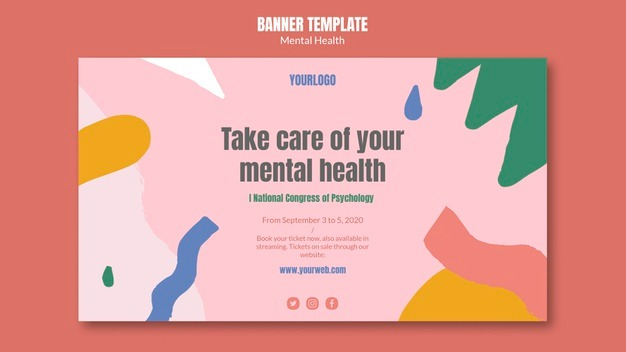 BANNER TEMPLATE
Mental Health
YOURLOGO
Take care of your
mental health
I National Congress of Psychology
From September 3 to 5, 2020
/
Book your ticket now, also available in
streaming. Tickets on sale through our
website:
www.yourweb.com